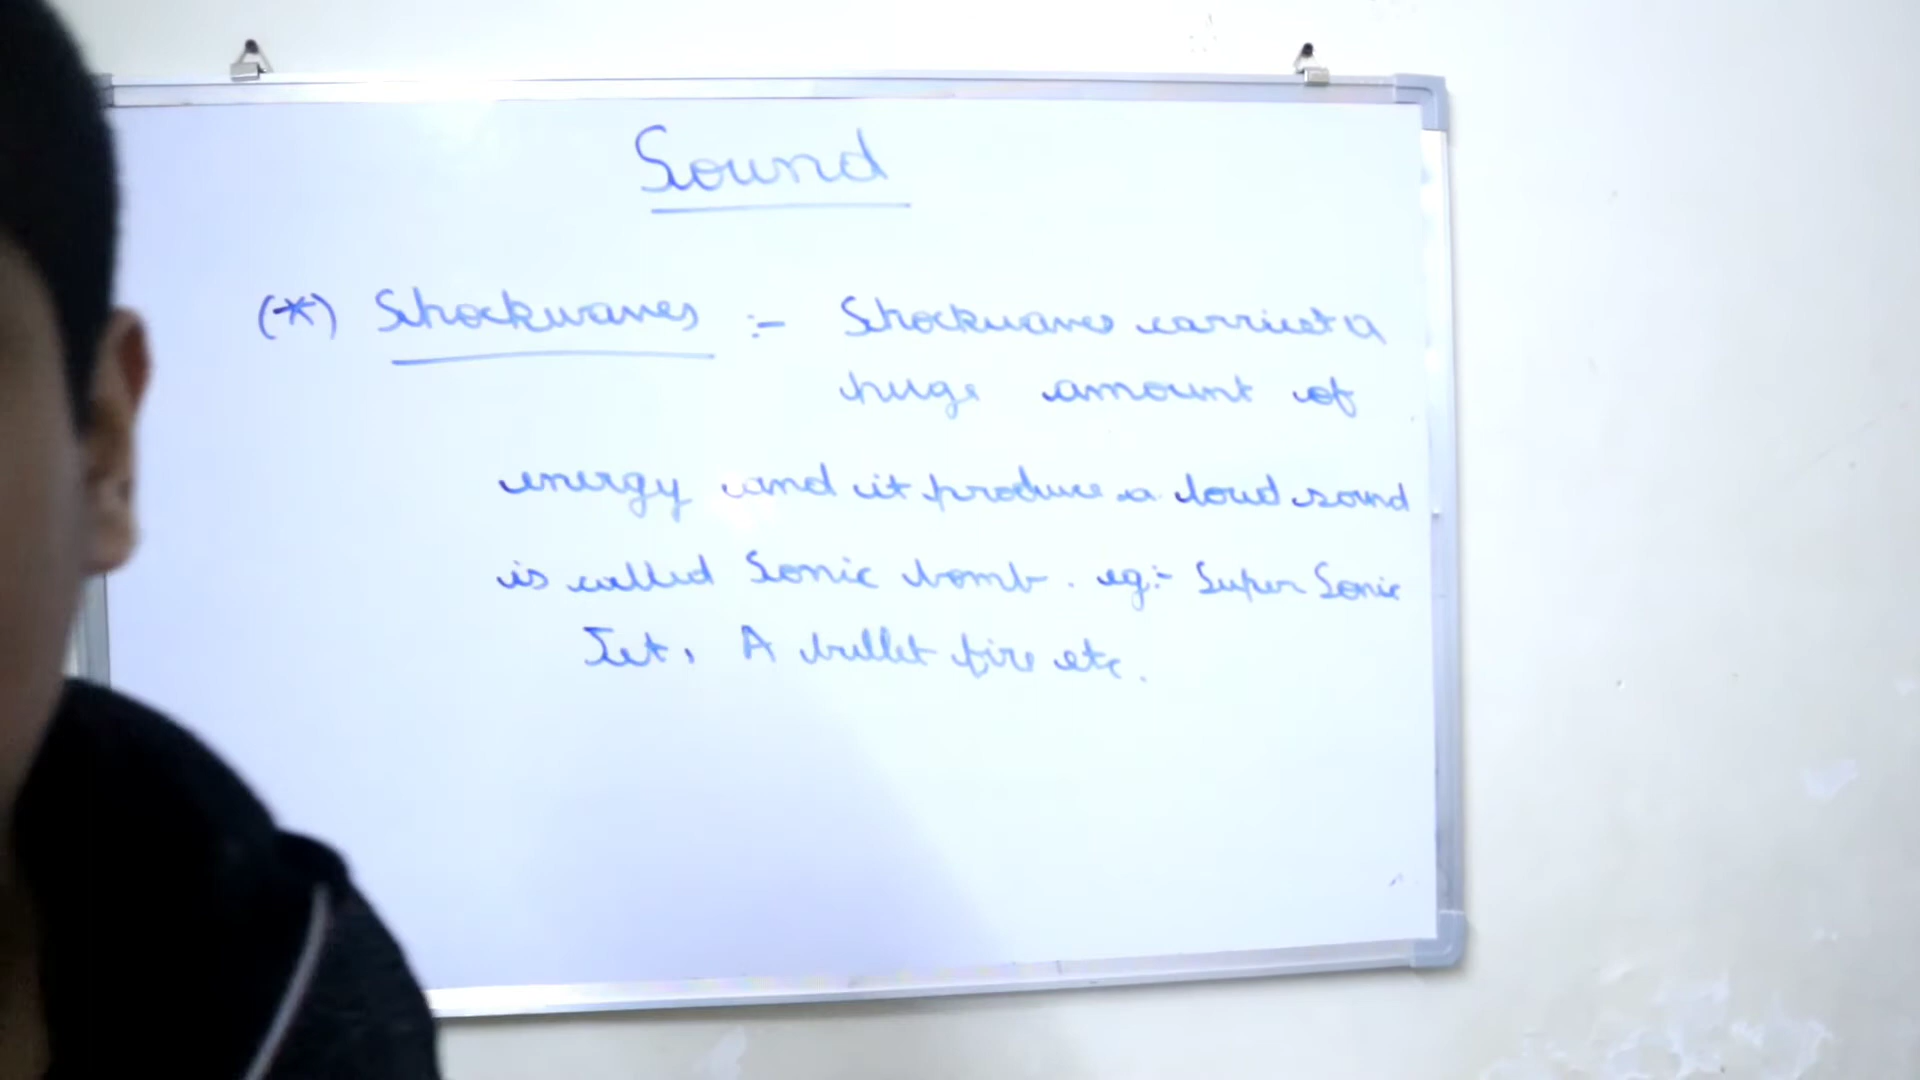 Sound
(*) Shockwaves :- Shockwaves carries a
huge amount of
energy and it produce a loud sound
is called Sonic bomb. eg:- Super Sonic
Jet, A bullet fire etc.